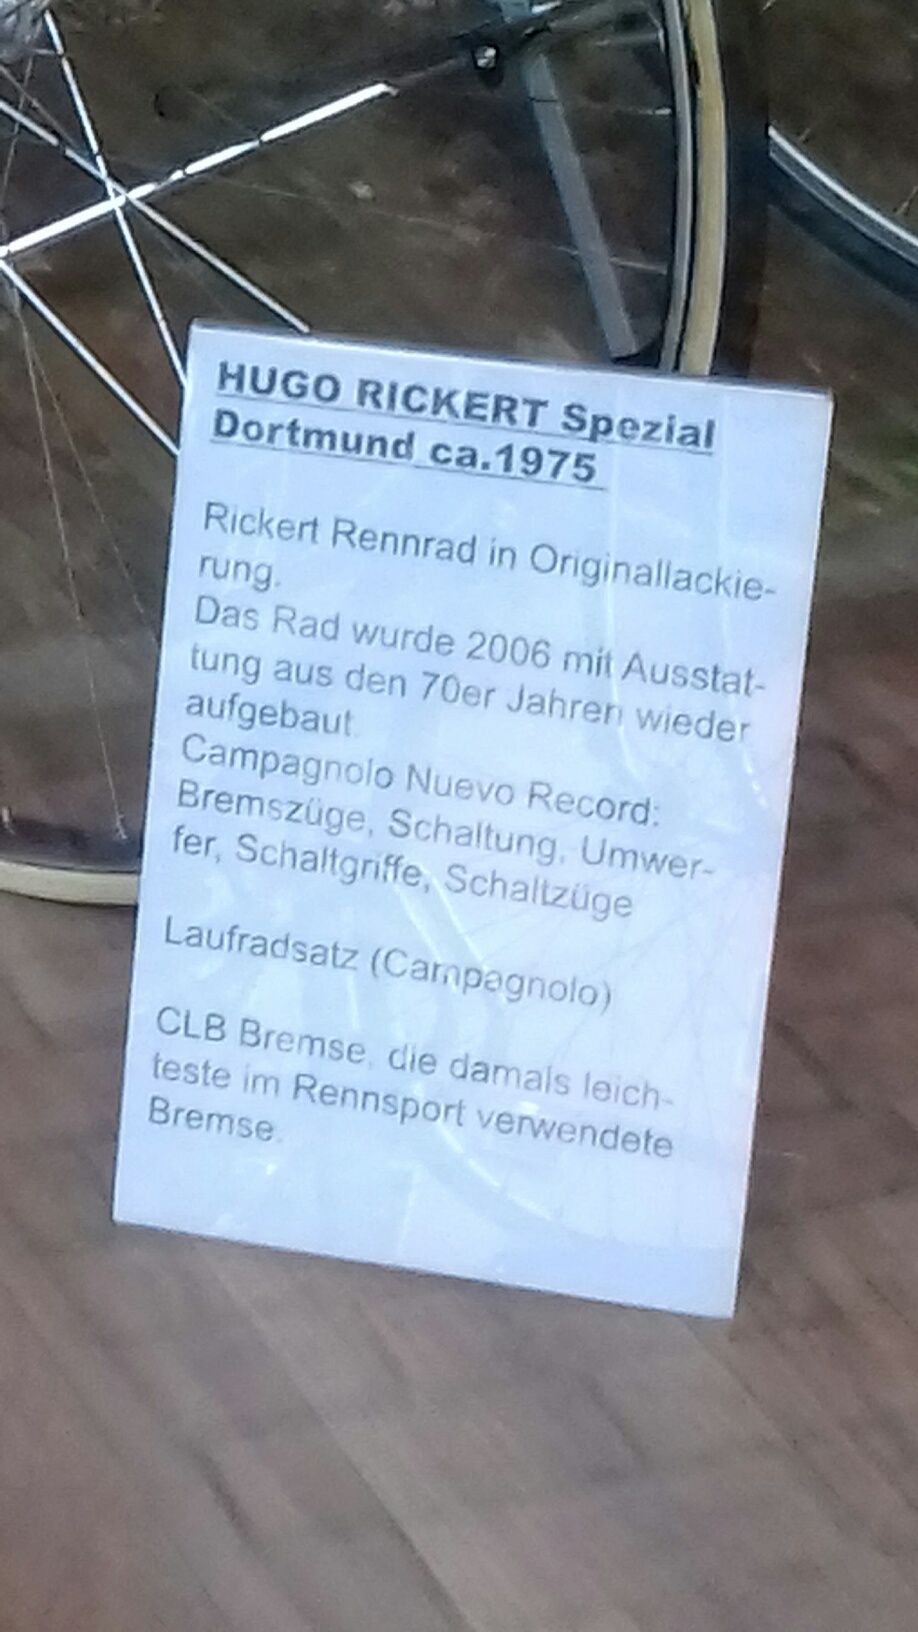 HUGO RICKERT Spezial
Dortmund ca.1975
Rickert Rennrad in Originallackie-
rung.
Das Rad wurde 2006 mit Ausstat-
tung aus den 70er Jahren wieder
aufgebaut.
Campagnolo Nuevo Record:
Bremszüge, Schaltung, Umwer-
fer, Schaltgriffe, Schaltzüge
Laufradsatz (Campagnolo)
CLB Bremse, die damals leich-
teste im Rennsport verwendete
Bremse.